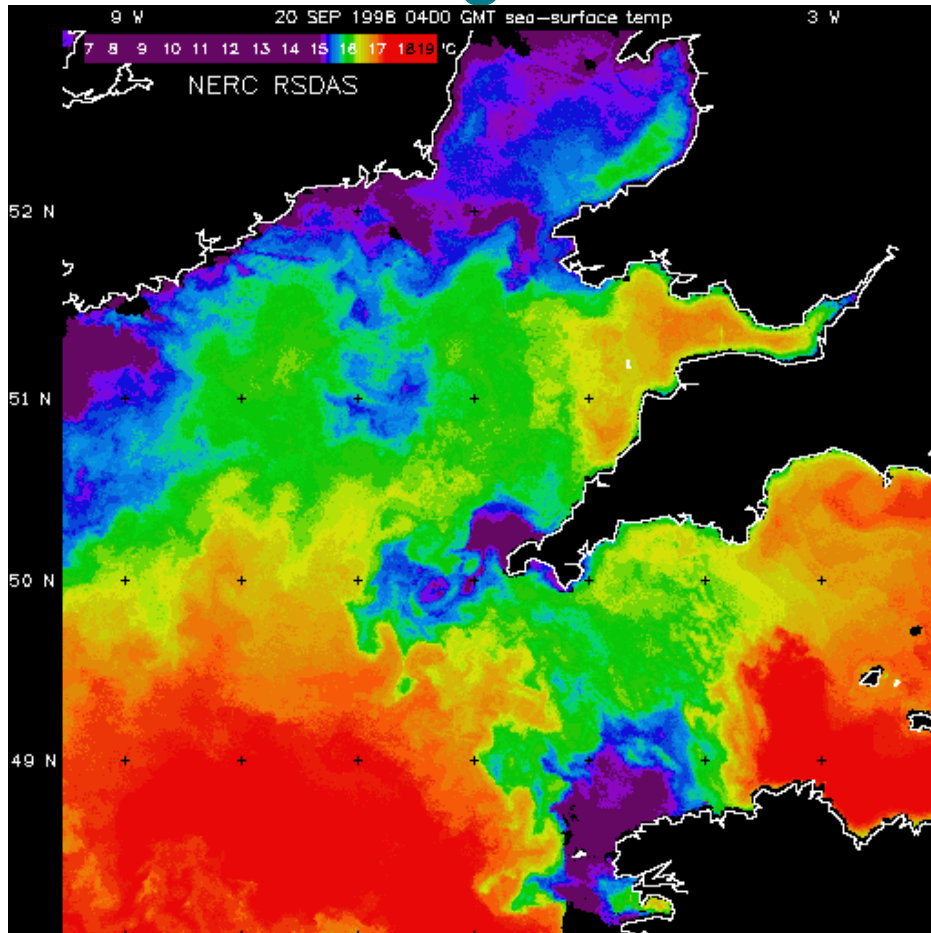 9 W 20 SEP 1998 0400 GMT sea-surface temp 3 W
7 8 9 10 11 12 13 14 15 16 17 18 19 °C
NERC RSDAS
52 N
51 N
50 N
49 N